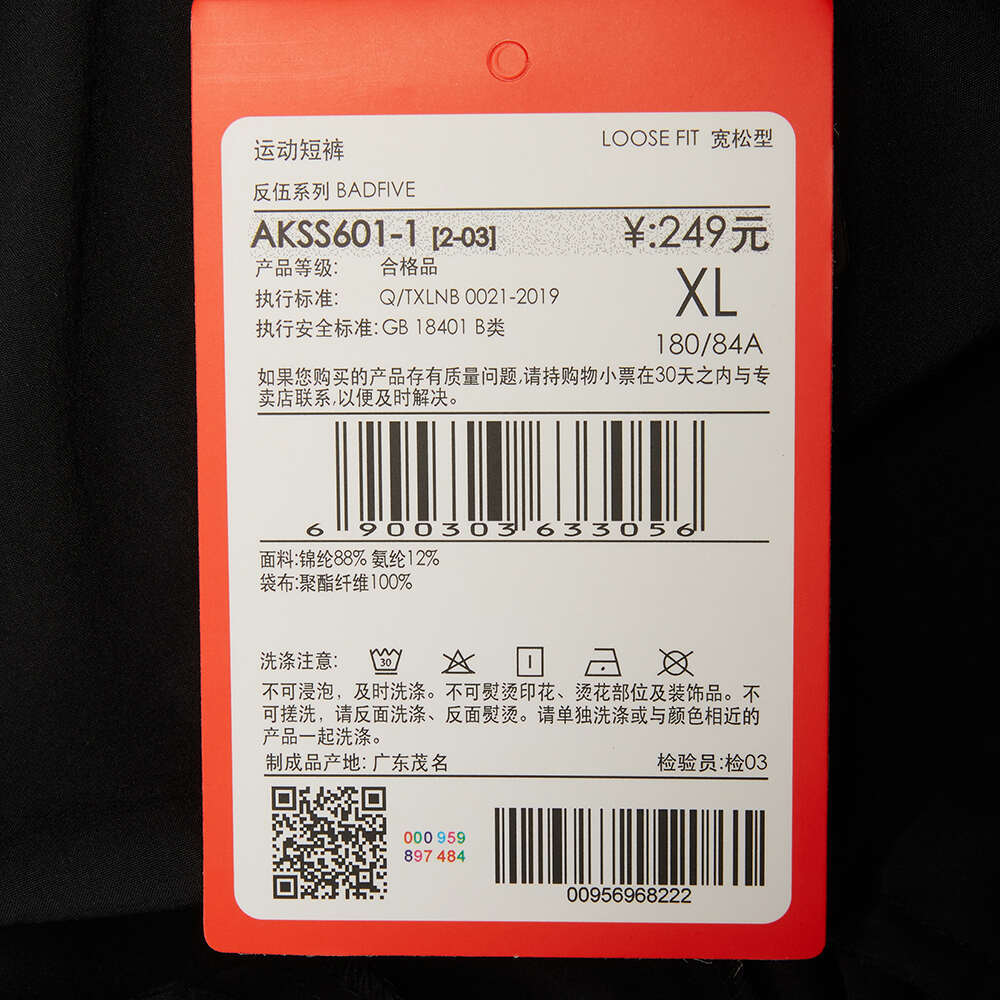 运动短裤
LOOSE FIT 宽松型
反伍系列 BADFIVE
AKSS601-1 [2-03]
¥:249元
产品等级: 合格品
执行标准: Q/TXLNB 0021-2019
XL
执行安全标准:GB 18401 B类
180/84A
如果您购买的产品存有质量问题,请持购物小票在30天之内与专
卖店联系,以便及时解决。
6 900303 633056
面料:锦纶88% 氨纶12%
袋布:聚酯纤维100%
洗涤注意: 30
不可浸泡，及时洗涤。不可熨烫印花、烫花部位及装饰品。不
可搓洗，请反面洗涤、反面熨烫。请单独洗涤或与颜色相近的
产品一起洗涤。
制成品产地: 广东茂名
检验员:检03
000 959
897 484
00956968222